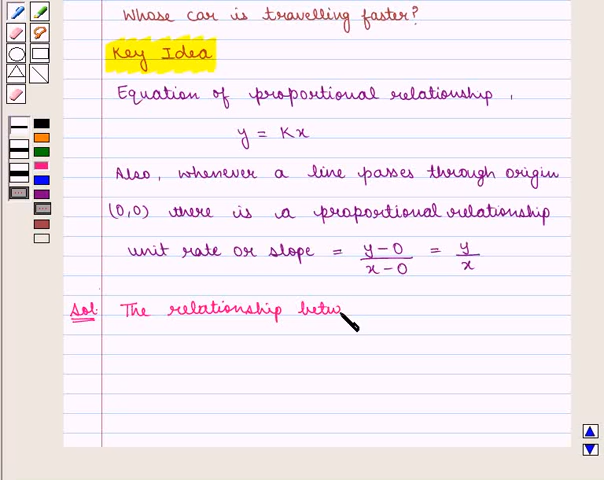 Whose car is travelling faster?
Key Idea
Equation of proportional relationship,
y = Kx
Also, whenever a line passes through origin
(0,0) there is a proportional relationship
unit rate or slope = y-0 / x-0 = y / x
Sol: The relationship betw